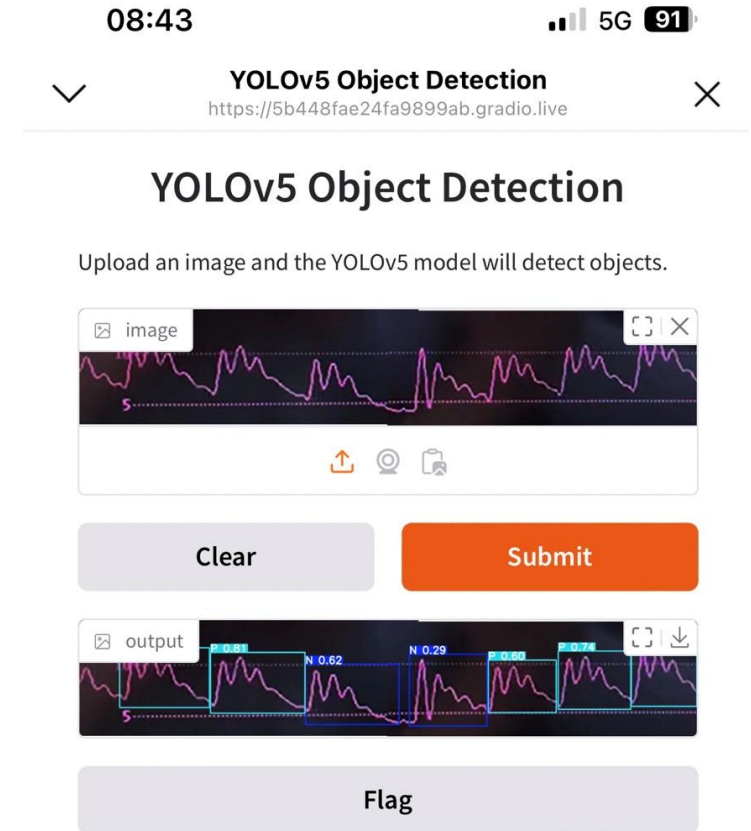 08:43
5G 91
YOLOv5 Object Detection
https://5b448fae24fa9899ab.gradio.live
YOLOv5 Object Detection
Upload an image and the YOLOv5 model will detect objects.
image
5
Clear
Submit
output
P 0.81
N 0.62
N 0.29
P 0.60
P 0.74
5
Flag